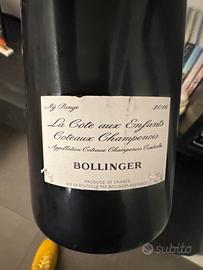 Aÿ Rouge 2016
La Côte aux Enfants
Coteaux Champenois
Appellation Coteaux Champenois Contrôlée
BOLLINGER
PRODUCE OF FRANCE
subito